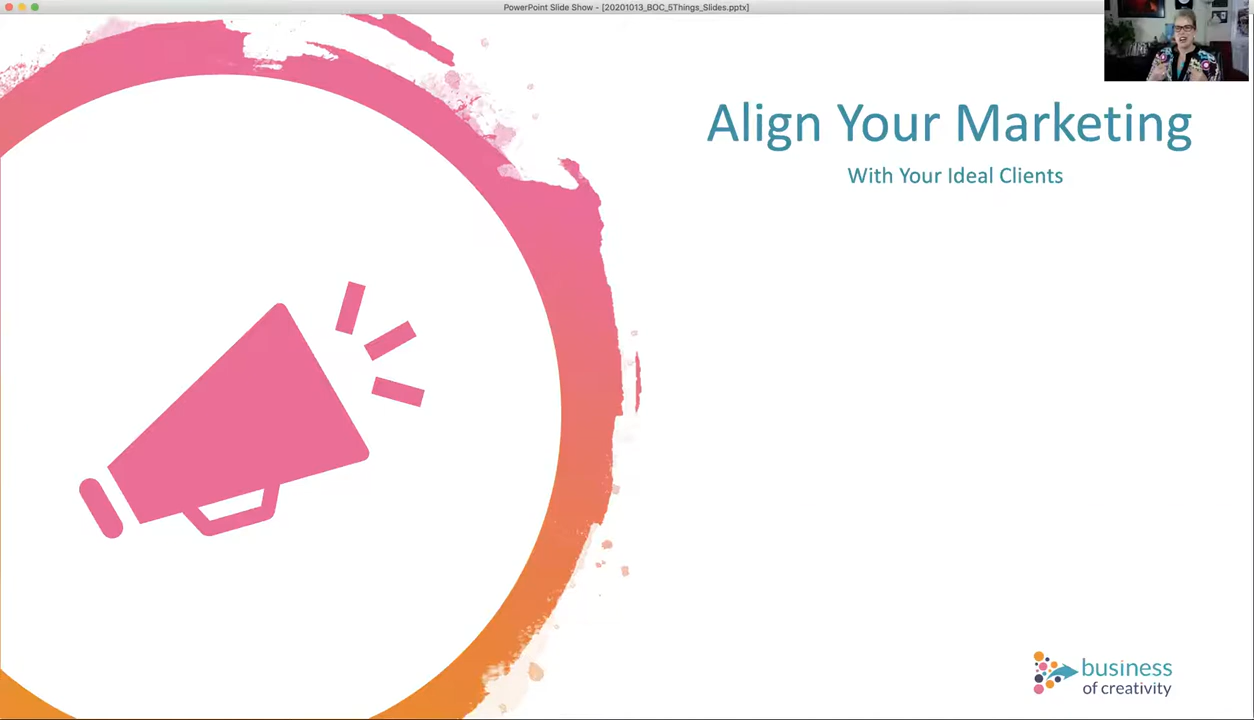 PowerPoint Slide Show - [20201013_BOC_5Things_Slides.pptx]
Align Your Marketing
With Your Ideal Clients
business
of creativity